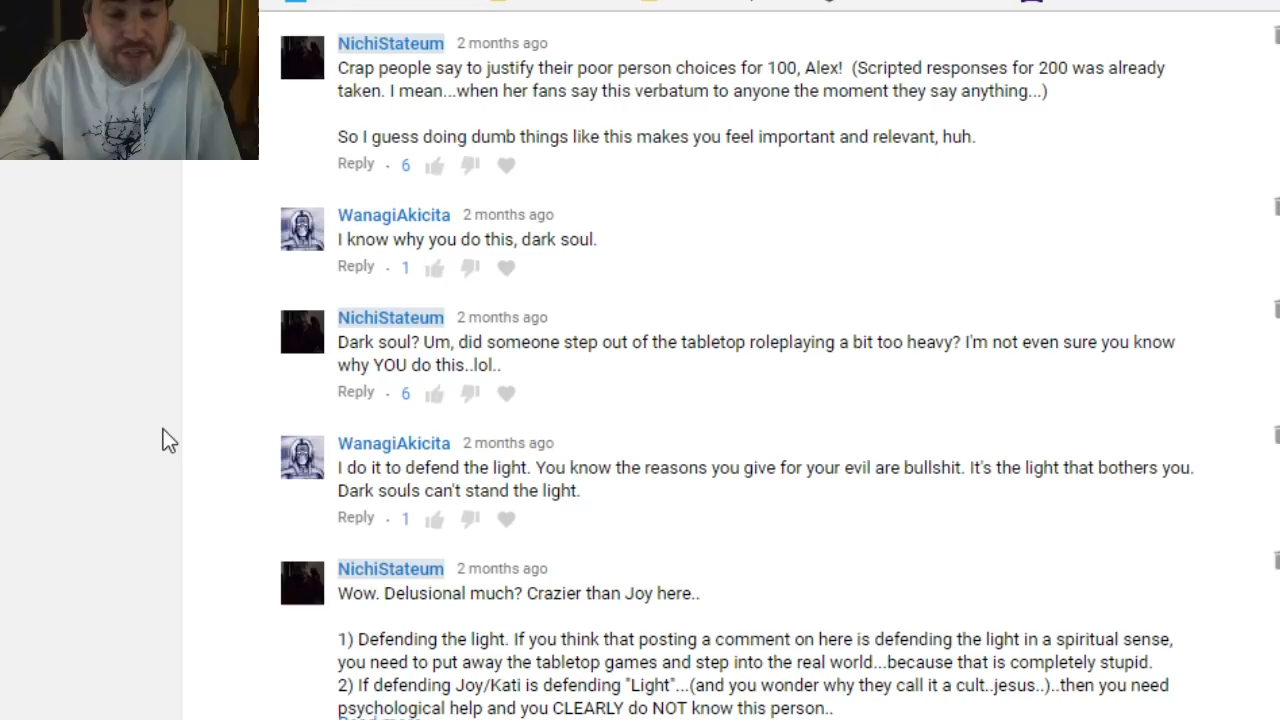 NichiStateum 2 months ago
Crap people say to justify their poor person choices for 100, Alex!  (Scripted responses for 200 was already
taken. I mean...when her fans say this verbatum to anyone the moment they say anything...)
So I guess doing dumb things like this makes you feel important and relevant, huh.
Reply · 6
WanagiAkicita 2 months ago
I know why you do this, dark soul.
Reply · 1
NichiStateum 2 months ago
Dark soul? Um, did someone step out of the tabletop roleplaying a bit too heavy? I'm not even sure you know
why YOU do this..lol..
Reply · 6
WanagiAkicita 2 months ago
I do it to defend the light. You know the reasons you give for your evil are bullshit. It's the light that bothers you.
Dark souls can't stand the light.
Reply · 1
NichiStateum 2 months ago
Wow. Delusional much? Crazier than Joy here..
1) Defending the light. If you think that posting a comment on here is defending the light in a spiritual sense,
you need to put away the tabletop games and step into the real world...because that is completely stupid.
2) If defending Joy/Kati is defending "Light"...(and you wonder why they call it a cult..jesus..)..then you need
psychological help and you CLEARLY do NOT know this person..